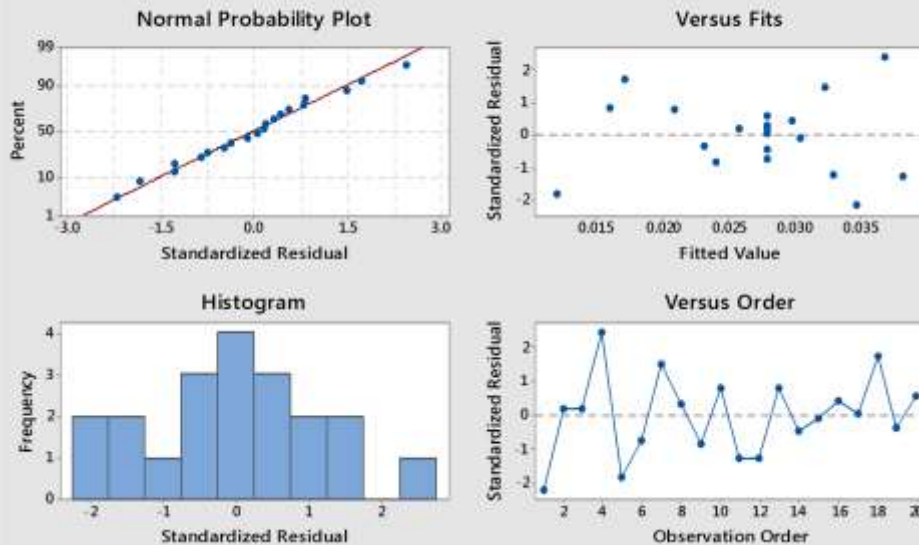 Normal Probability Plot
Percent
99
90
50
10
1
-3.0 -1.5 0.0 1.5 3.0
Standardized Residual
Versus Fits
Standardized Residual
2
1
0
-1
-2
0.015 0.020 0.025 0.030 0.035
Fitted Value
Histogram
Frequency
4
3
2
1
0
-2 -1 0 1 2
Standardized Residual
Versus Order
Standardized Residual
2
1
0
-1
-2
2 4 6 8 10 12 14 16 18 20
Observation Order